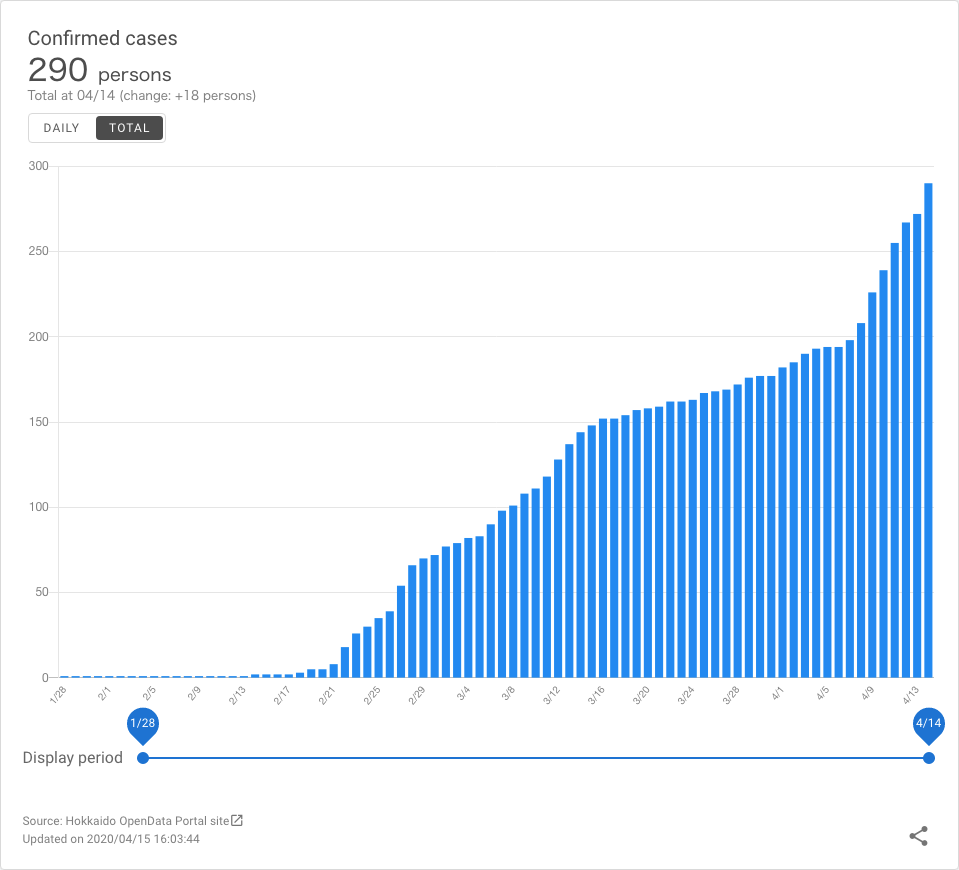 Confirmed cases
290 persons
Total at 04/14 (change: +18 persons)
DAILY TOTAL
300
250
200
150
100
50
0
1/28 2/1 2/5 2/9 2/13 2/17 2/21 2/25 2/29 3/4 3/8 3/12 3/16 3/20 3/24 3/28 4/1 4/5 4/9 4/13
1/28 4/14
Display period
Source: Hokkaido OpenData Portal site
Updated on 2020/04/15 16:03:44